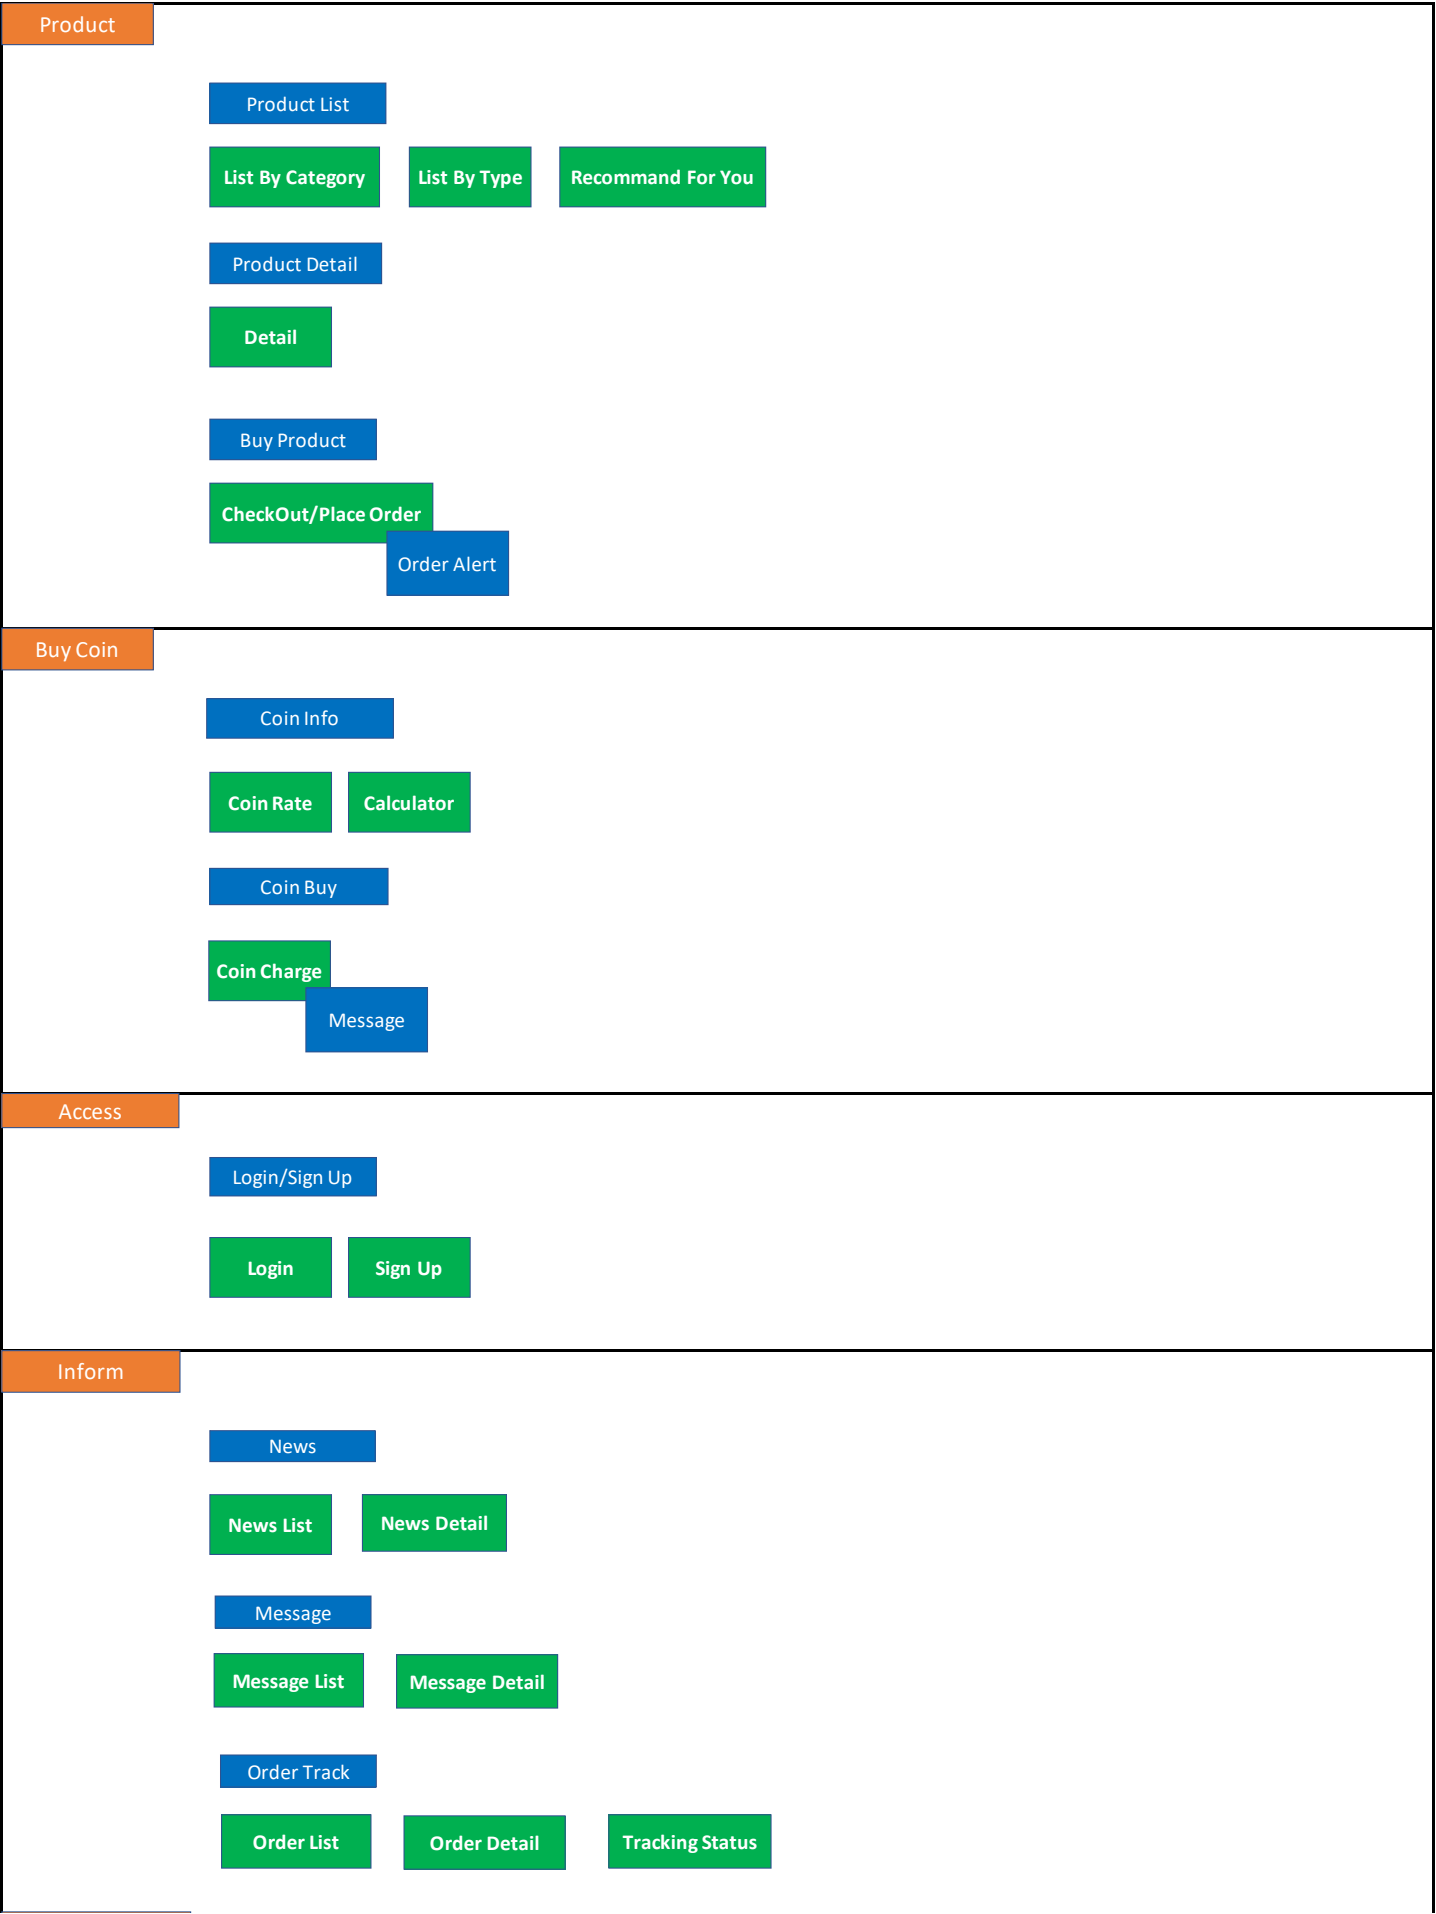 Product
Product List
List By Category
List By Type
Recommand For You
Product Detail
Detail
Buy Product
CheckOut/Place Order
Order Alert
Buy Coin
Coin Info
Coin Rate
Calculator
Coin Buy
Coin Charge
Message
Access
Login/Sign Up
Login
Sign Up
Inform
News
News List
News Detail
Message
Message List
Message Detail
Order Track
Order List
Order Detail
Tracking Status